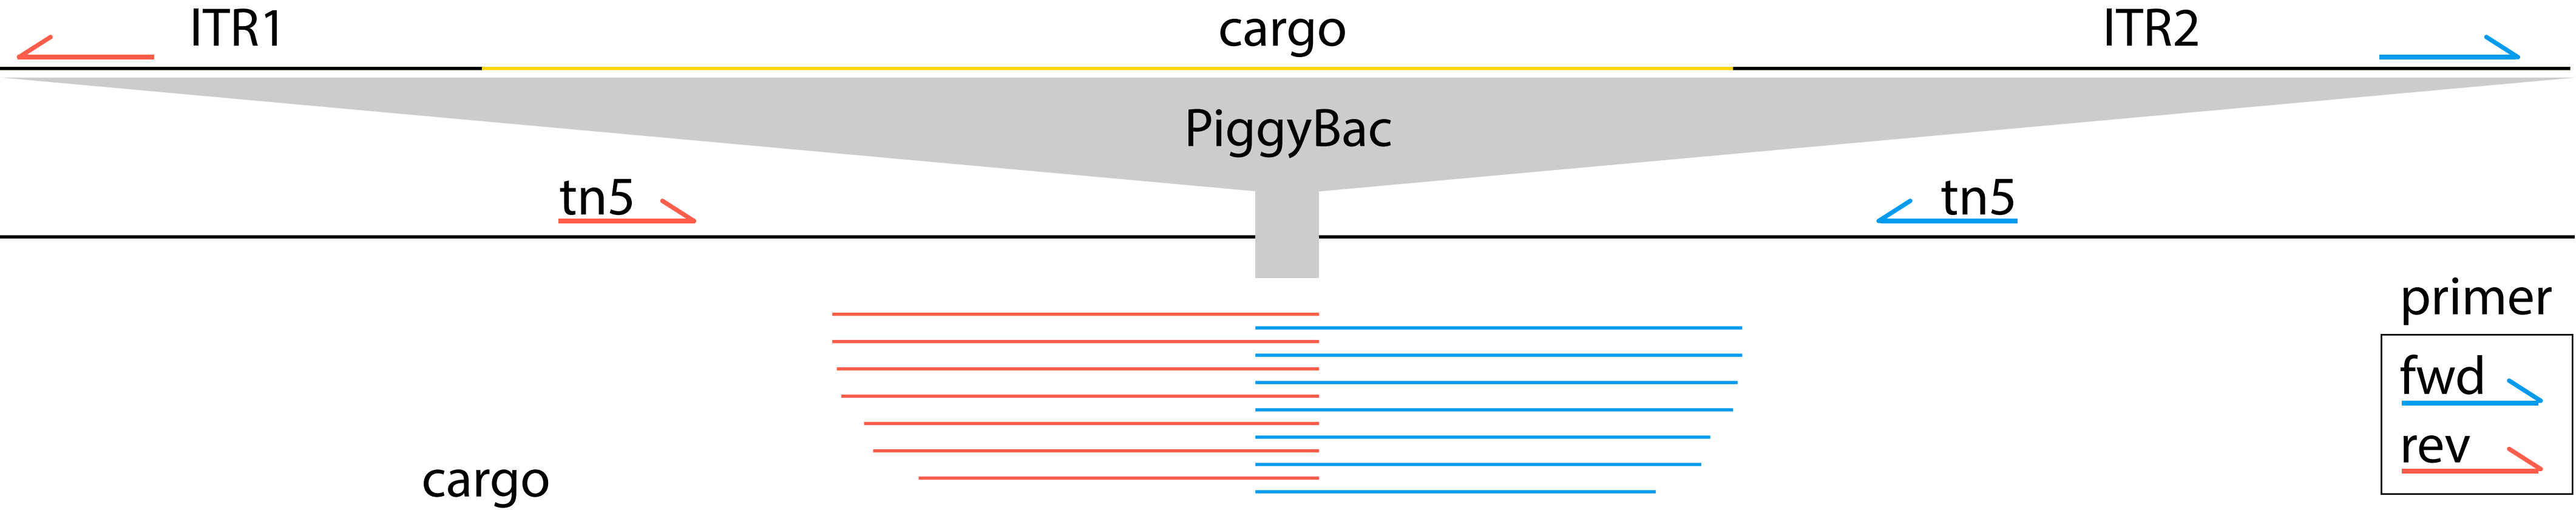 ITR1
cargo
ITR2
PiggyBac
tn5
tn5
primer
fwd
rev
cargo